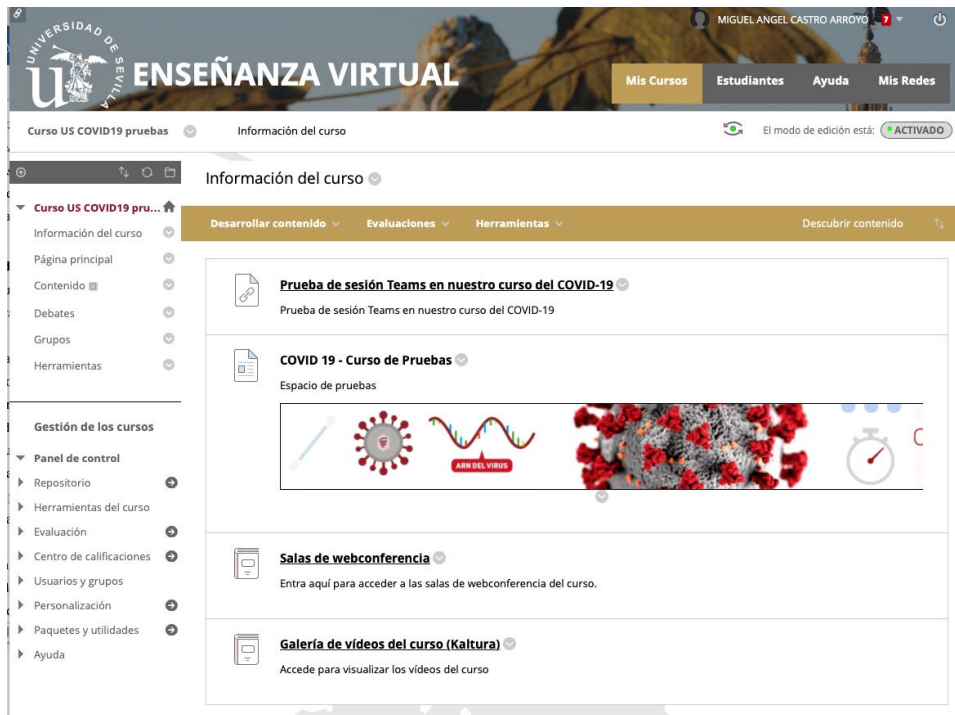 UNIVERSIDAD DE SEVILLA
MIGUEL ANGEL CASTRO ARROYO 7
ENSEÑANZA VIRTUAL
Mis Cursos Estudiantes Ayuda Mis Redes
Curso US COVID19 pruebas Información del curso El modo de edición está: ACTIVADO
Información del curso
Desarrollar contenido Evaluaciones Herramientas Descubrir contenido
Curso US COVID19 pru...
Información del curso
Página principal
Contenido
Debates
Grupos
Herramientas
Gestión de los cursos
Panel de control
Repositorio
Herramientas del curso
Evaluación
Centro de calificaciones
Usuarios y grupos
Personalización
Paquetes y utilidades
Ayuda
Prueba de sesión Teams en nuestro curso del COVID-19
Prueba de sesión Teams en nuestro curso del COVID-19
COVID 19 - Curso de Pruebas
Espacio de pruebas
ARN DEL VIRUS
Salas de webconferencia
Entra aquí para acceder a las salas de webconferencia del curso.
Galería de vídeos del curso (Kaltura)
Accede para visualizar los vídeos del curso